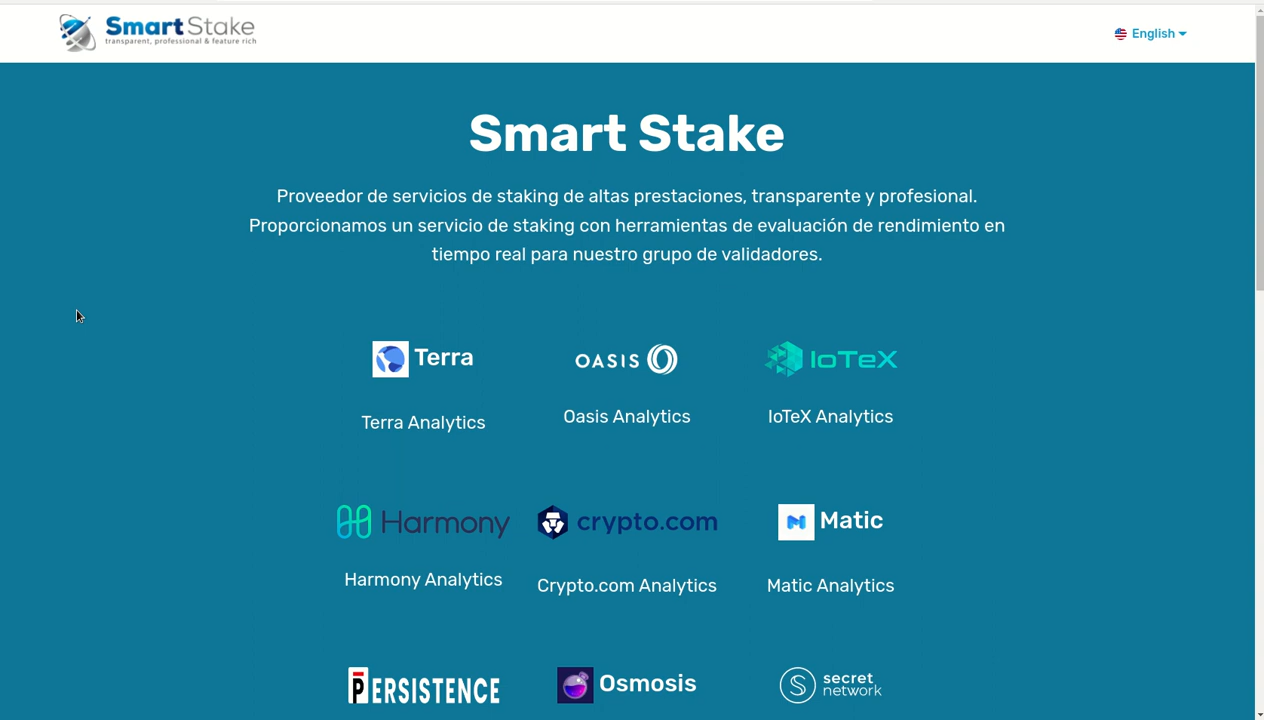 Smart Stake
transparent, professional & feature rich
English
Smart Stake
Proveedor de servicios de staking de altas prestaciones, transparente y profesional.
Proporcionamos un servicio de staking con herramientas de evaluación de rendimiento en
tiempo real para nuestro grupo de validadores.
Terra
OASIS
IoTeX
Terra Analytics
Oasis Analytics
IoTeX Analytics
Harmony
crypto.com
Matic
Harmony Analytics
Crypto.com Analytics
Matic Analytics
PERSISTENCE
Osmosis
secret
network